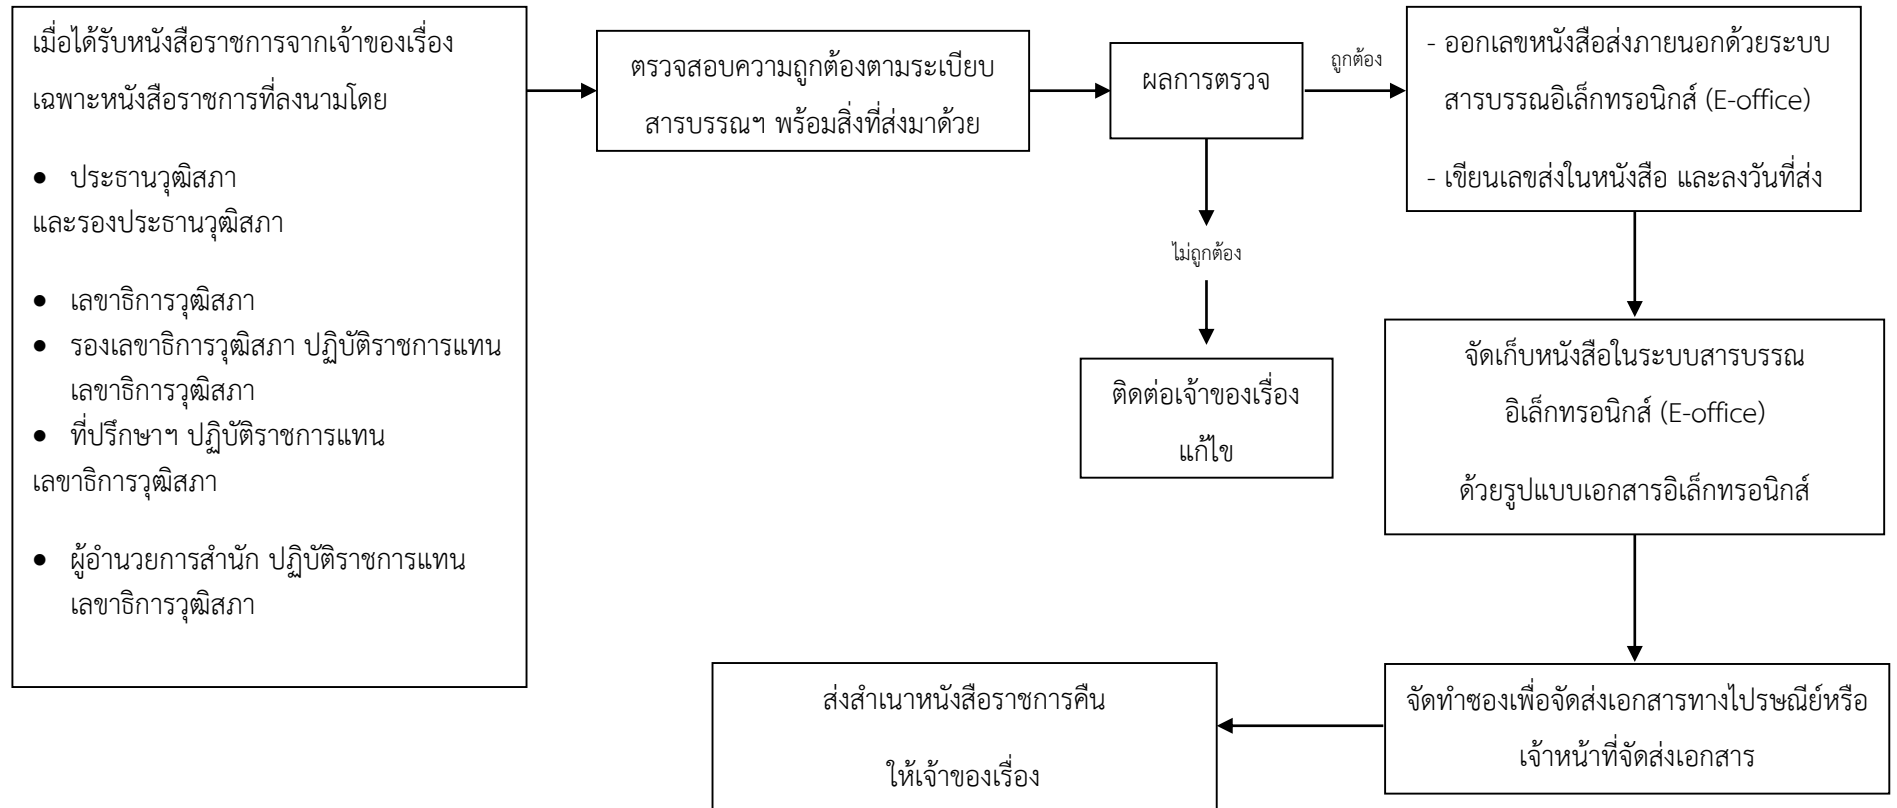 เมื่อได้รับหนังสือราชการจากเจ้าของเรื่อง
เฉพาะหนังสือราชการที่ลงนามโดย
• ประธานวุฒิสภา
และรองประธานวุฒิสภา
• เลขาธิการวุฒิสภา
• รองเลขาธิการวุฒิสภา ปฏิบัติราชการแทน
เลขาธิการวุฒิสภา
• ที่ปรึกษาฯ ปฏิบัติราชการแทน
เลขาธิการวุฒิสภา
• ผู้อำนวยการสำนัก ปฏิบัติราชการแทน
เลขาธิการวุฒิสภา
ตรวจสอบความถูกต้องตามระเบียบ
สารบรรณฯ พร้อมสิ่งที่ส่งมาด้วย
ผลการตรวจ
ถูกต้อง
- ออกเลขหนังสือส่งภายนอกด้วยระบบ
สารบรรณอิเล็กทรอนิกส์ (E-office)
- เขียนเลขส่งในหนังสือ และลงวันที่ส่ง
ไม่ถูกต้อง
ติดต่อเจ้าของเรื่อง
แก้ไข
จัดเก็บหนังสือในระบบสารบรรณ
อิเล็กทรอนิกส์ (E-office)
ด้วยรูปแบบเอกสารอิเล็กทรอนิกส์
จัดทำซองเพื่อจัดส่งเอกสารทางไปรษณีย์หรือ
เจ้าหน้าที่จัดส่งเอกสาร
ส่งสำเนาหนังสือราชการคืน
ให้เจ้าของเรื่อง